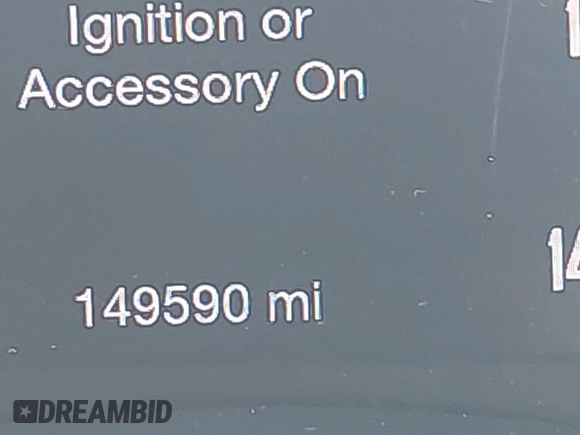 Ignition or
Accessory On
149590 mi
DREAMBID